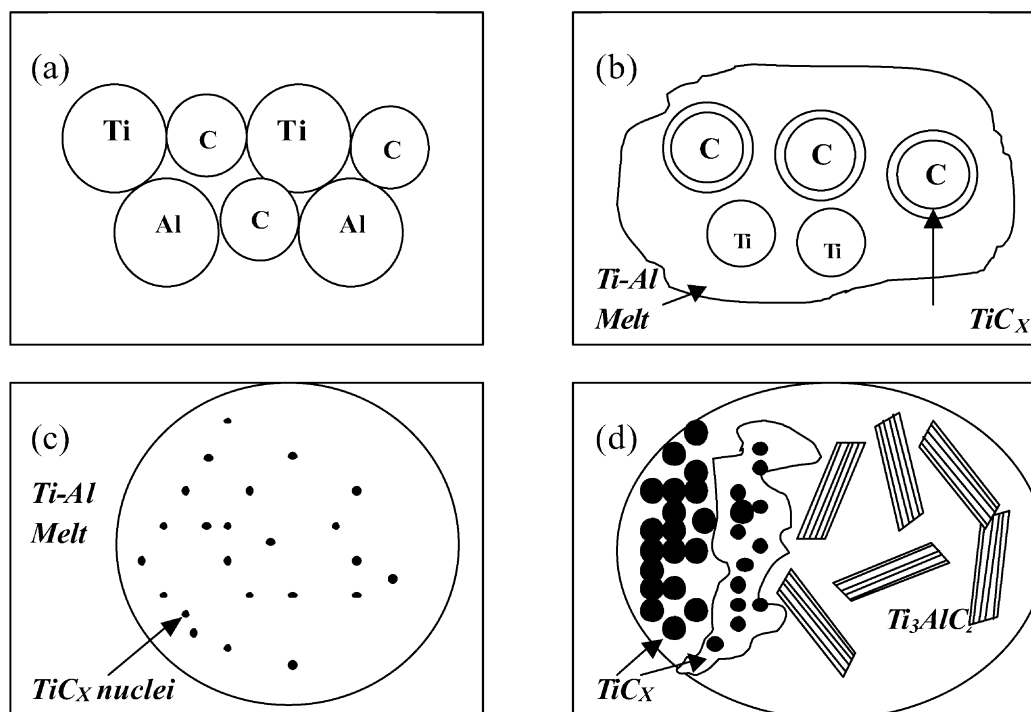 (a)
Ti
C
Ti
C
Al
C
Al
(b)
C
C
C
Ti
Ti
Ti-Al
Melt
TiCX
(c)
Ti-Al
Melt
TiCX nuclei
(d)
Ti3AlC2
TiCX